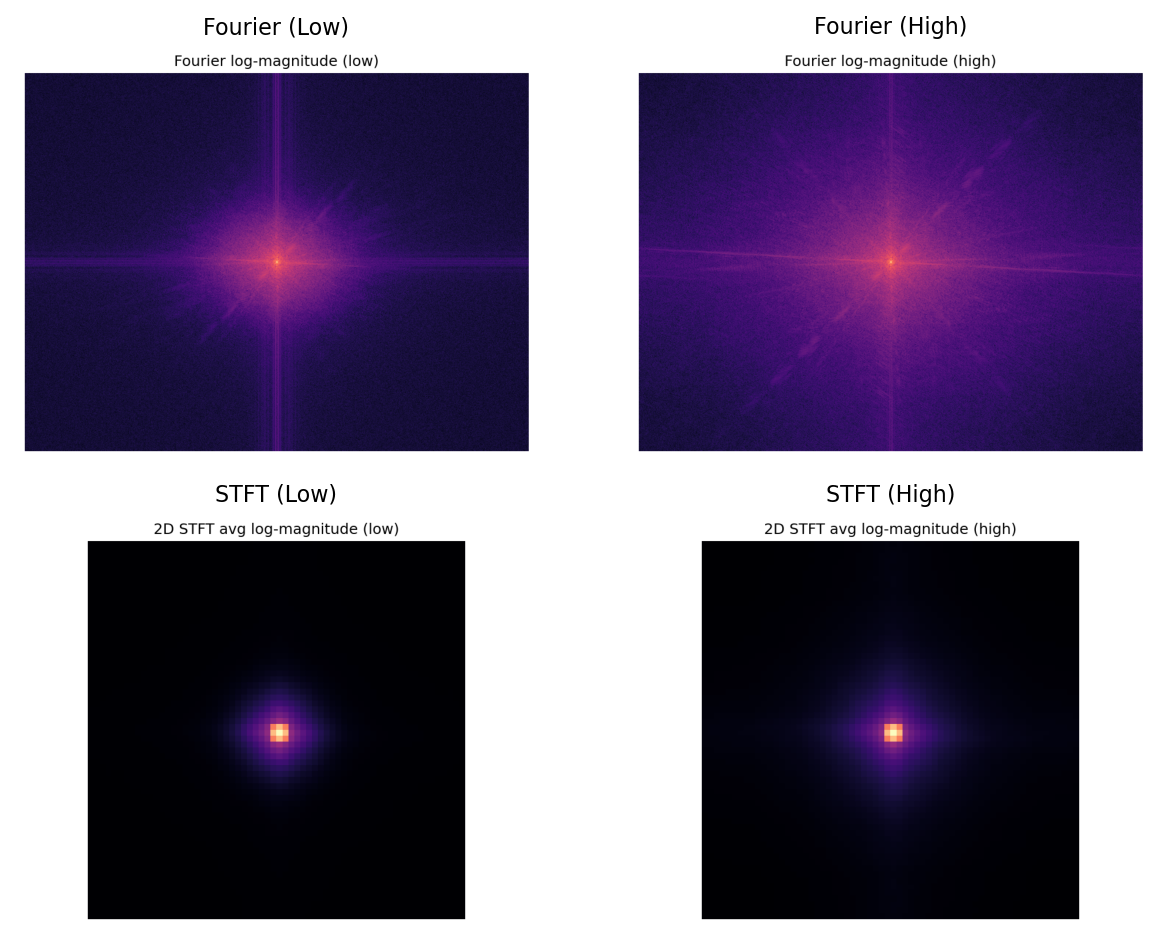 Fourier (Low)
Fourier (High)
Fourier log-magnitude (low)
Fourier log-magnitude (high)
STFT (Low)
STFT (High)
2D STFT avg log-magnitude (low)
2D STFT avg log-magnitude (high)